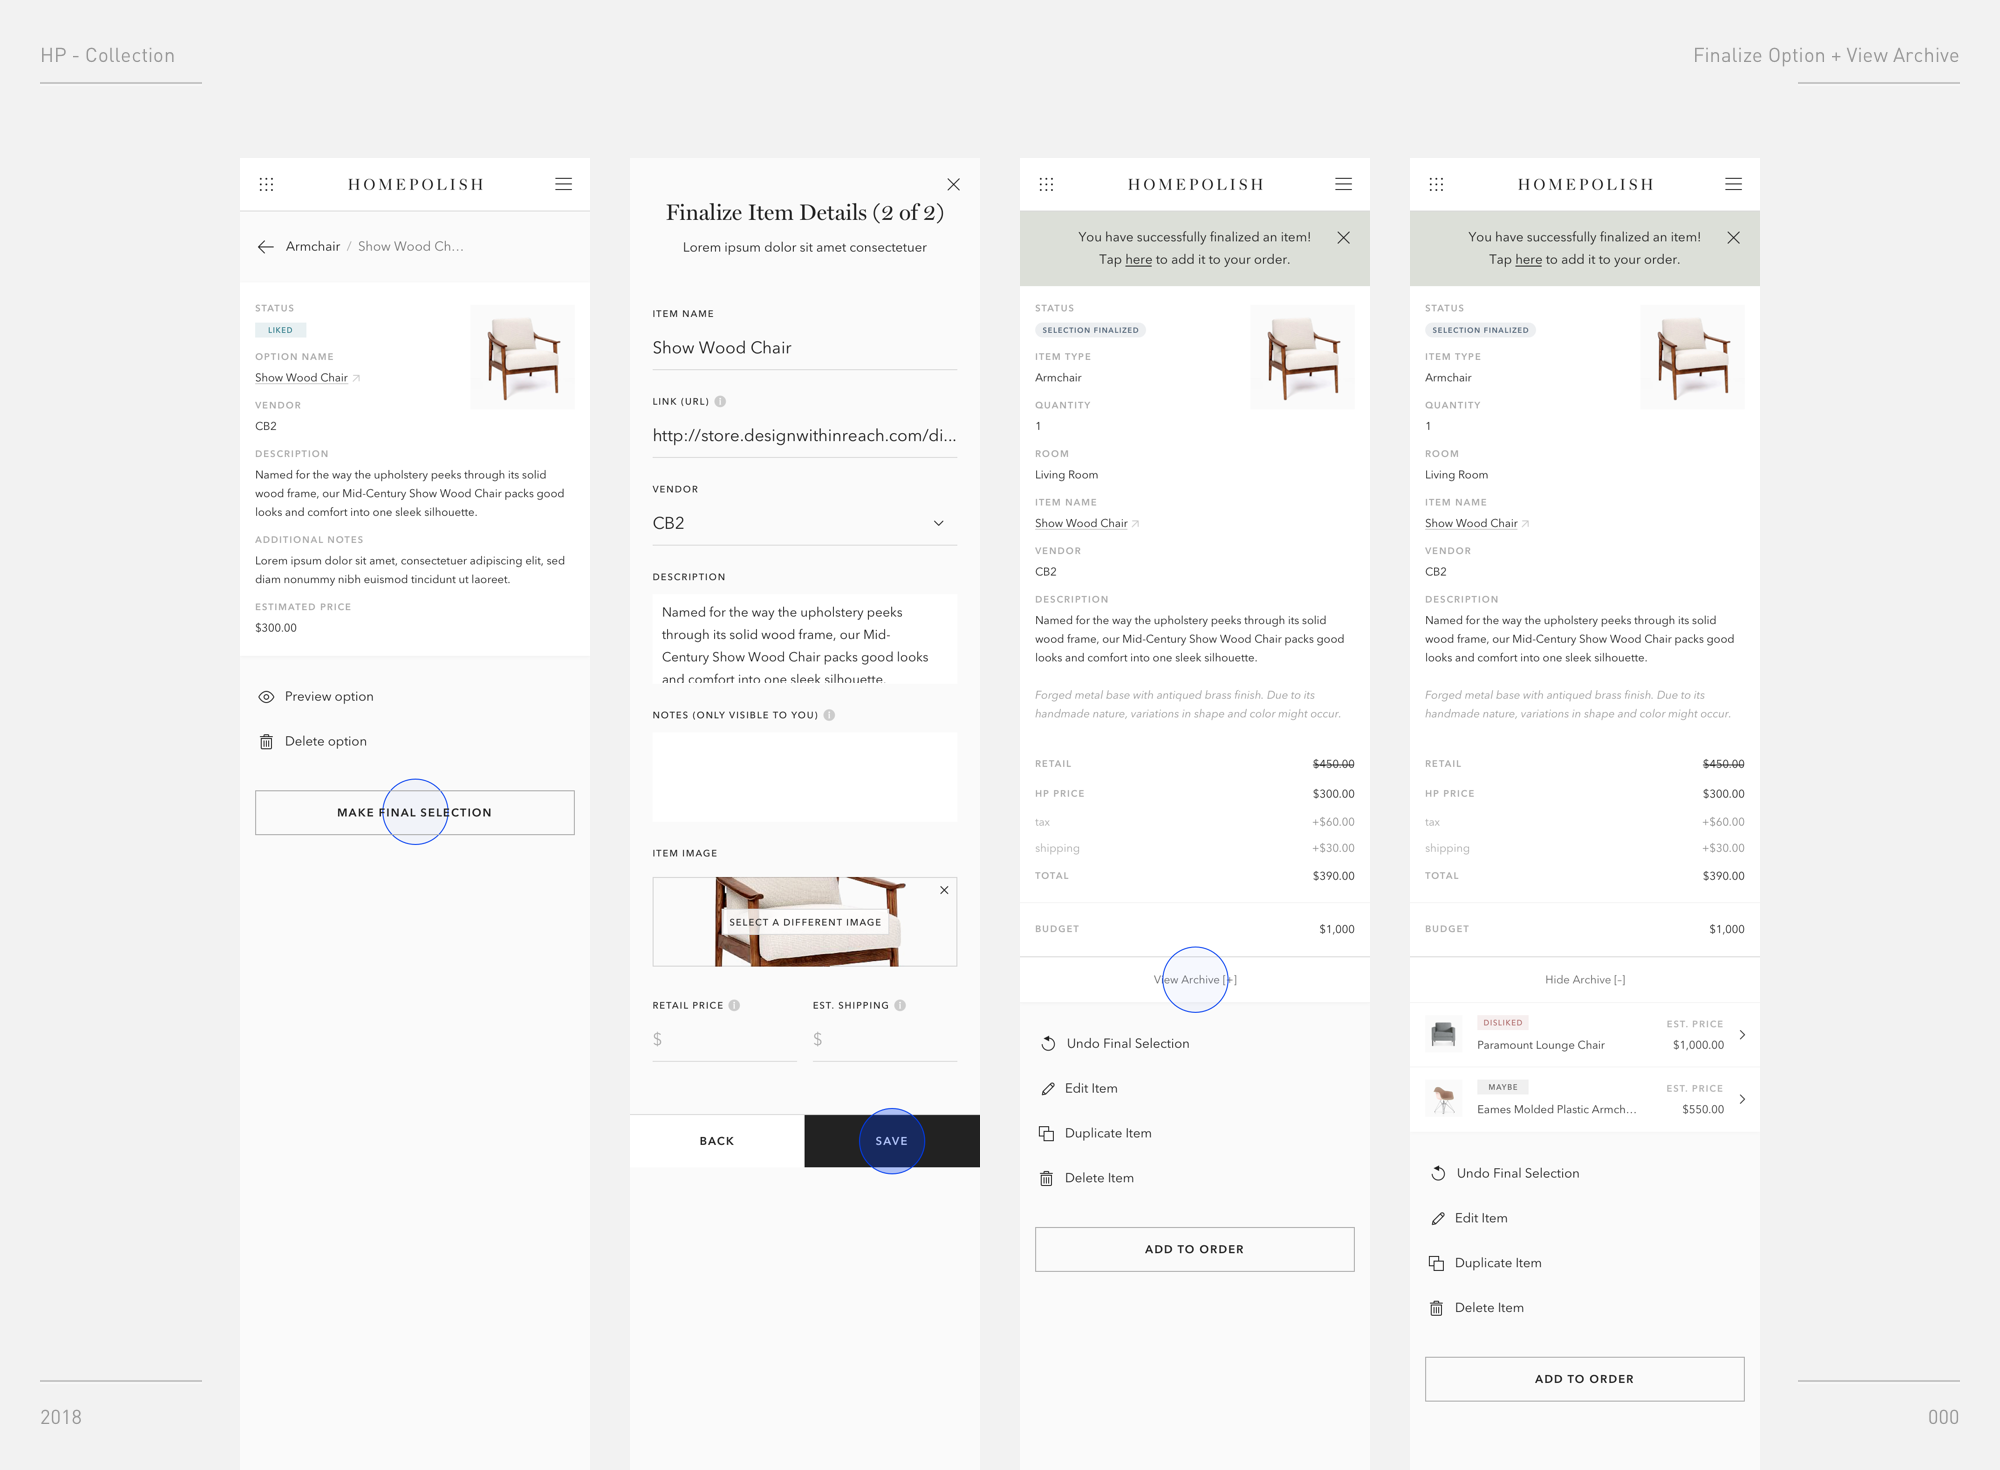 HP - Collection
Finalize Option + View Archive
HOMEPOLISH
Armchair / Show Wood Ch...
STATUS
LIKED
OPTION NAME
Show Wood Chair
VENDOR
CB2
DESCRIPTION
Named for the way the upholstery peeks through its solid
wood frame, our Mid-Century Show Wood Chair packs good
looks and comfort into one sleek silhouette.
ADDITIONAL NOTES
Lorem ipsum dolor sit amet, consectetuer adipiscing elit, sed
diam nonummy nibh euismod tincidunt ut laoreet.
ESTIMATED PRICE
$300.00
Preview option
Delete option
MAKE FINAL SELECTION
Finalize Item Details (2 of 2)
Lorem ipsum dolor sit amet consectetuer
ITEM NAME
Show Wood Chair
LINK (URL)
http://store.designwithinreach.com/di...
VENDOR
CB2
DESCRIPTION
Named for the way the upholstery peeks
through its solid wood frame, our Mid-
Century Show Wood Chair packs good looks
and comfort into one sleek silhouette.
NOTES (ONLY VISIBLE TO YOU)
ITEM IMAGE
SELECT A DIFFERENT IMAGE
RETAIL PRICE EST. SHIPPING
$ $
BACK SAVE
HOMEPOLISH
You have successfully finalized an item!
Tap here to add it to your order.
STATUS
SELECTION FINALIZED
ITEM TYPE
Armchair
QUANTITY
1
ROOM
Living Room
ITEM NAME
Show Wood Chair
VENDOR
CB2
DESCRIPTION
Named for the way the upholstery peeks through its solid
wood frame, our Mid-Century Show Wood Chair packs good
looks and comfort into one sleek silhouette.
Forged metal base with antiqued brass finish. Due to its
handmade nature, variations in shape and color might occur.
RETAIL $450.00
HP PRICE $300.00
tax +$60.00
shipping +$30.00
TOTAL $390.00
BUDGET $1,000
View Archive [+]
Undo Final Selection
Edit Item
Duplicate Item
Delete Item
ADD TO ORDER
HOMEPOLISH
You have successfully finalized an item!
Tap here to add it to your order.
STATUS
SELECTION FINALIZED
ITEM TYPE
Armchair
QUANTITY
1
ROOM
Living Room
ITEM NAME
Show Wood Chair
VENDOR
CB2
DESCRIPTION
Named for the way the upholstery peeks through its solid
wood frame, our Mid-Century Show Wood Chair packs good
looks and comfort into one sleek silhouette.
Forged metal base with antiqued brass finish. Due to its
handmade nature, variations in shape and color might occur.
RETAIL $450.00
HP PRICE $300.00
tax +$60.00
shipping +$30.00
TOTAL $390.00
BUDGET $1,000
Hide Archive [–]
DISLIKED EST. PRICE
Paramount Lounge Chair $1,000.00
MAYBE EST. PRICE
Eames Molded Plastic Armch... $550.00
Undo Final Selection
Edit Item
Duplicate Item
Delete Item
ADD TO ORDER
2018
000